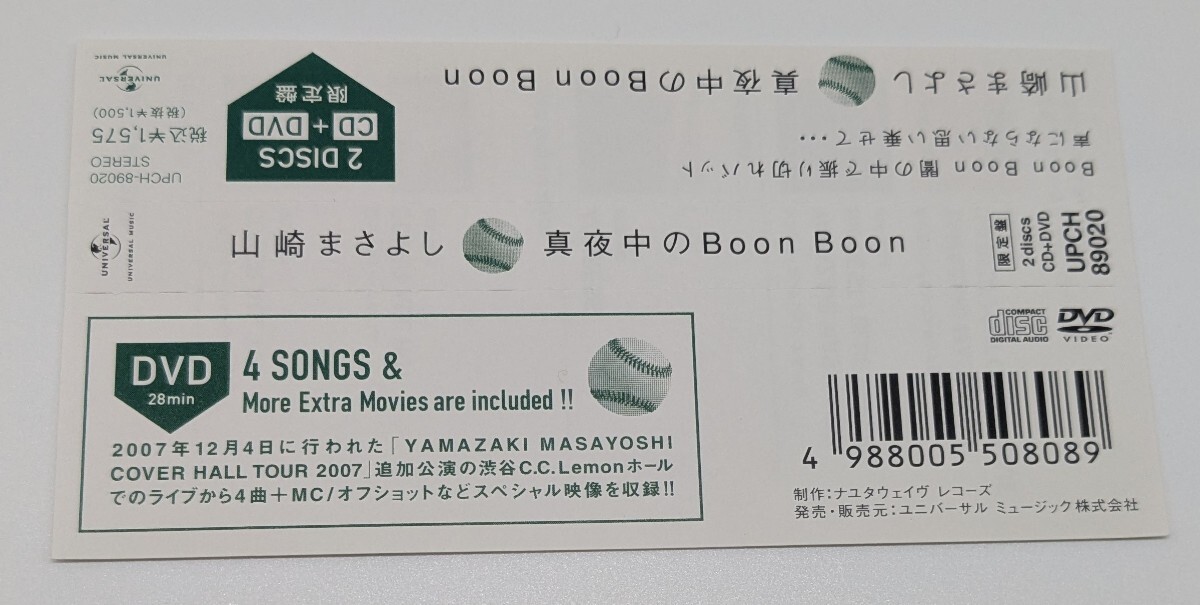 山崎まさよし 真夜中のBoon Boon
Boon Boon 闇の中で振り切れバット
声にならない思い乗せて・・・
2 DISCS
CD + DVD
限定盤
UPCH-89020
STEREO
税込¥1,575
(税抜¥1,500)
UNIVERSAL
UNIVERSAL MUSIC
UNIVERSAL
UNIVERSAL MUSIC
山崎まさよし 真夜中のBoon Boon
限定盤
2discs
CD+DVD
UPCH
89020
DVD
28min
4 SONGS &
More Extra Movies are included !!
2007年12月4日に行われた「YAMAZAKI MASAYOSHI
COVER HALL TOUR 2007」追加公演の渋谷C.C.Lemonホール
でのライブから4曲＋MC/オフショットなどスペシャル映像を収録!!
COMPACT
disc
DIGITAL AUDIO
DVD
VIDEO
4 988005 508089
制作：ナユタウェイヴ レコーズ
発売・販売元：ユニバーサル ミュージック株式会社